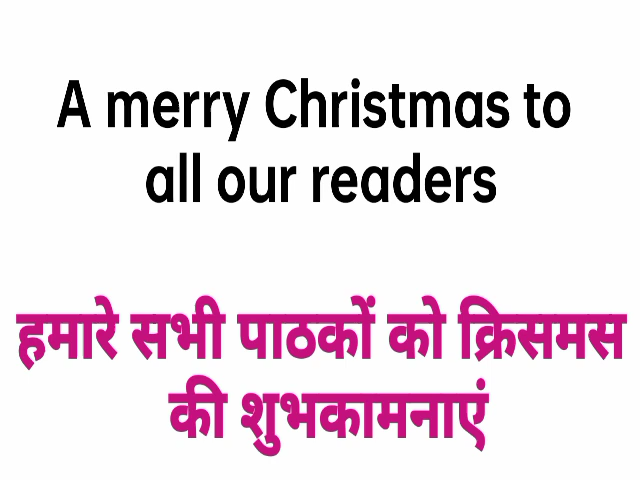 A merry Christmas to
all our readers
हमारे सभी पाठकों को क्रिसमस
की शुभकामनाएं